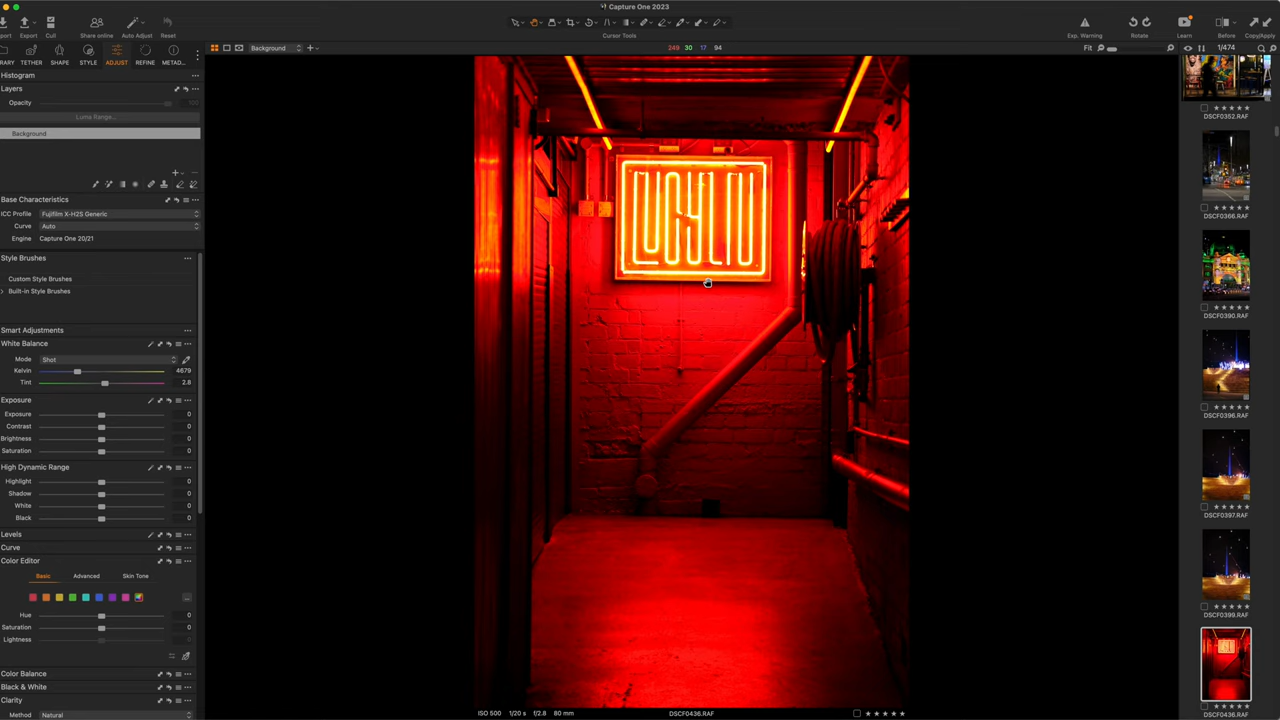 Capture One 2023
port
Export
Cull
Share online
Auto Adjust
Reset
Cursor Tools
Exp. Warning
Rotate
Learn
Before
Copy/Apply
RARY
TETHER
SHAPE
STYLE
ADJUST
REFINE
METAD...
Background
249 30 17 94
Fit
1/474
Histogram
Layers
Opacity 100
Luma Range...
Background
Base Characteristics
ICC Profile Fujifilm X-H2S Generic
Curve Auto
Engine Capture One 20/21
Style Brushes
Custom Style Brushes
Built-in Style Brushes
Smart Adjustments
White Balance
Mode Shot
Kelvin 4679
Tint 2.8
Exposure
Exposure 0
Contrast 0
Brightness 0
Saturation 0
High Dynamic Range
Highlight 0
Shadow 0
White 0
Black 0
Levels
Curve
Color Editor
Basic Advanced Skin Tone
Hue 0
Saturation 0
Lightness 0
Color Balance
Black & White
Clarity
Method Natural
ISO 500 1/20 s f/2.8 80 mm
DSCF0436.RAF
DSCF0352.RAF
DSCF0366.RAF
DSCF0390.RAF
DSCF0396.RAF
DSCF0397.RAF
DSCF0399.RAF
DSCF0436.RAF